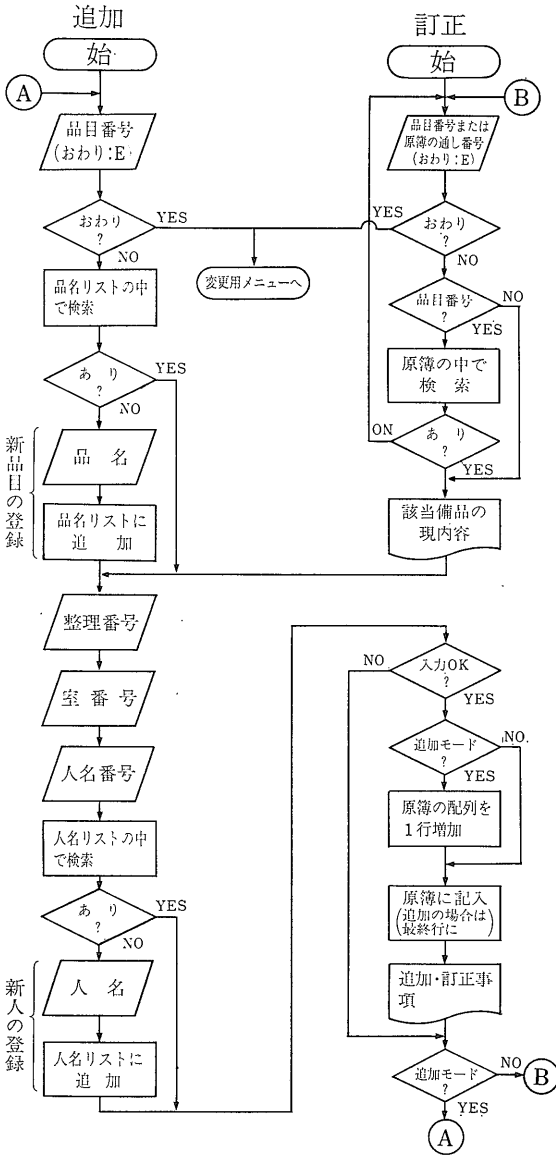 追加
始
A
品目番号
(おわり:E)
おわり
?
YES
NO
変更用メニューへ
品名リストの中
で検索
あり
?
YES
NO
新品目の登録
品名
品名リストに
追加
整理番号
室番号
人名番号
人名リストの中
で検索
あり
?
YES
NO
新人の登録
人名
人名リストに
追加
訂正
始
B
品目番号または
原簿の通し番号
(おわり:E)
おわり
?
YES
NO
品目番号
?
NO
YES
原簿の中で
検索
あり
?
ON
YES
該当備品の
現内容
入力OK
?
NO
YES
追加モード
?
NO.
YES
原簿の配列を
1行増加
原簿に記入
(追加の場合は
最終行に)
追加・訂正事
項
追加モード
?
NO
B
YES
A